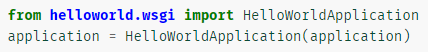 from helloworld.wsgi import HelloWorldApplication
application = HelloWorldApplication(application)